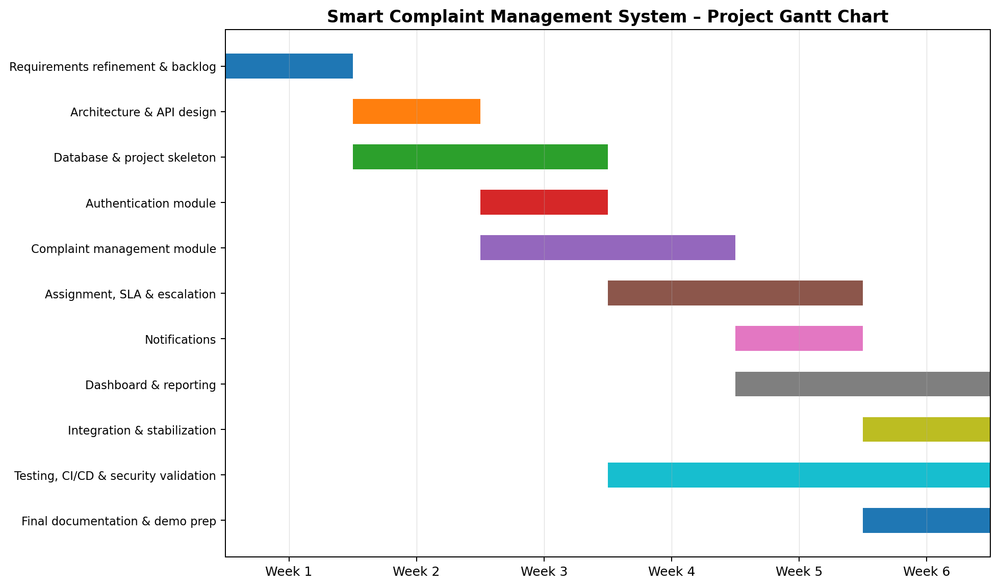 Smart Complaint Management System – Project Gantt Chart
Requirements refinement & backlog
Architecture & API design
Database & project skeleton
Authentication module
Complaint management module
Assignment, SLA & escalation
Notifications
Dashboard & reporting
Integration & stabilization
Testing, CI/CD & security validation
Final documentation & demo prep
Week 1 Week 2 Week 3 Week 4 Week 5 Week 6